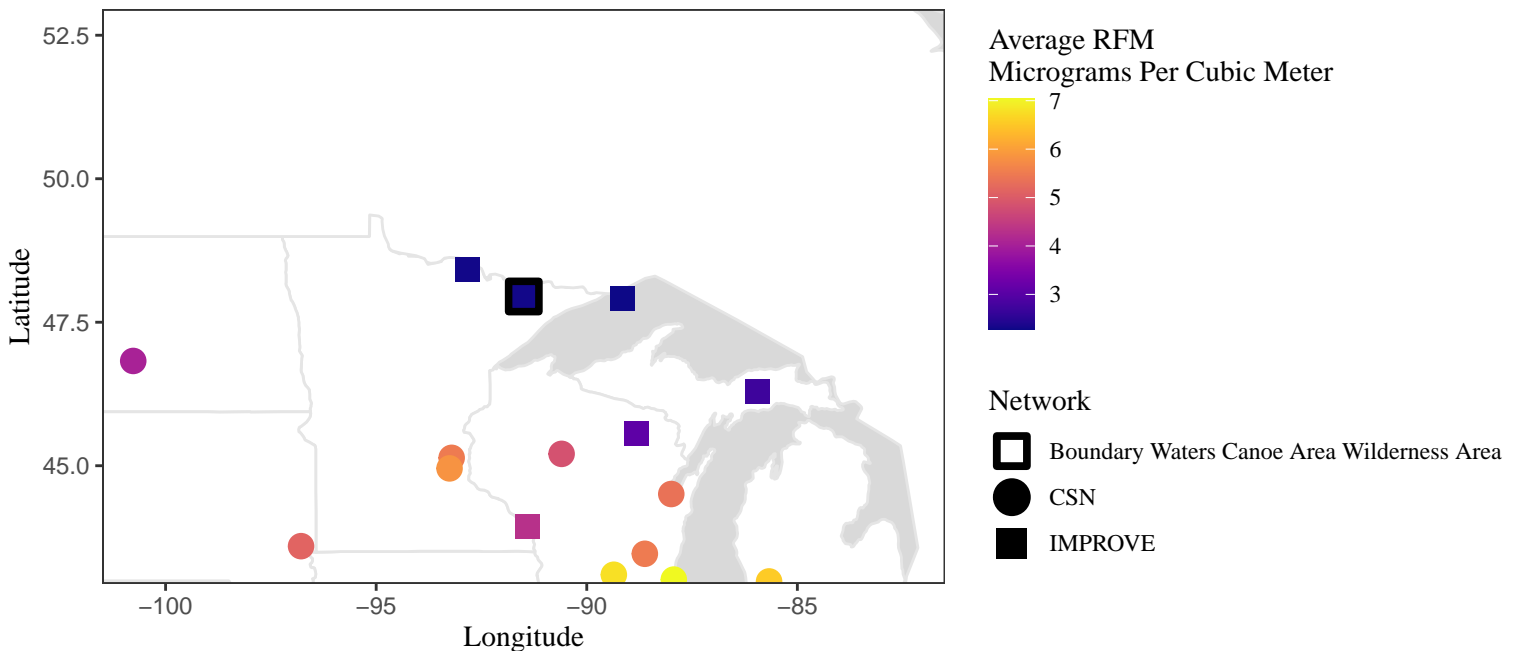 52.5
50.0
47.5
45.0
Latitude
−100
−95
−90
−85
Longitude
Average RFM
Micrograms Per Cubic Meter
7
6
5
4
3
Network
Boundary Waters Canoe Area Wilderness Area
CSN
IMPROVE